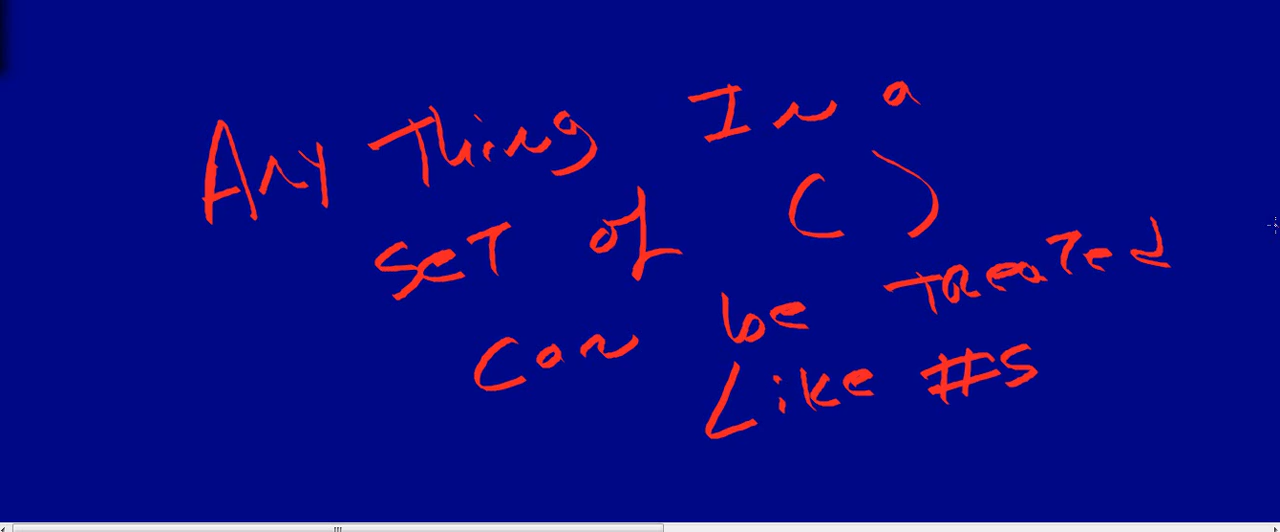 Any Thing In a
set of ( )
can be treated
Like #s